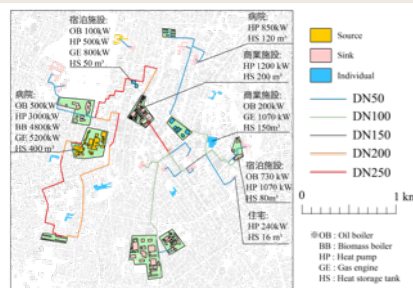 宿泊施設:
OB 100kW
HP 500kW
GE 800kW
HS 50 m³
病院:
HP 850kW
HS 120 m³
商業施設:
HP 1200 kW
HS 200 m³
商業施設:
OB 200kW
GE 1070 kW
HS 150m³
病院:
OB 500kW
HP 3000kW
BB 4800kW
GE 5200kW
HS 400 m³
宿泊施設:
OB 730 kW
HP 1070 kW
HS 80m³
住宅:
HP 240kW
HS 16 m³
Source
Sink
Individual
DN50
DN100
DN150
DN200
DN250
0 1 km
※OB : Oil boiler
BB : Biomass boiler
HP : Heat pump
GE : Gas engine
HS : Heat storage tank